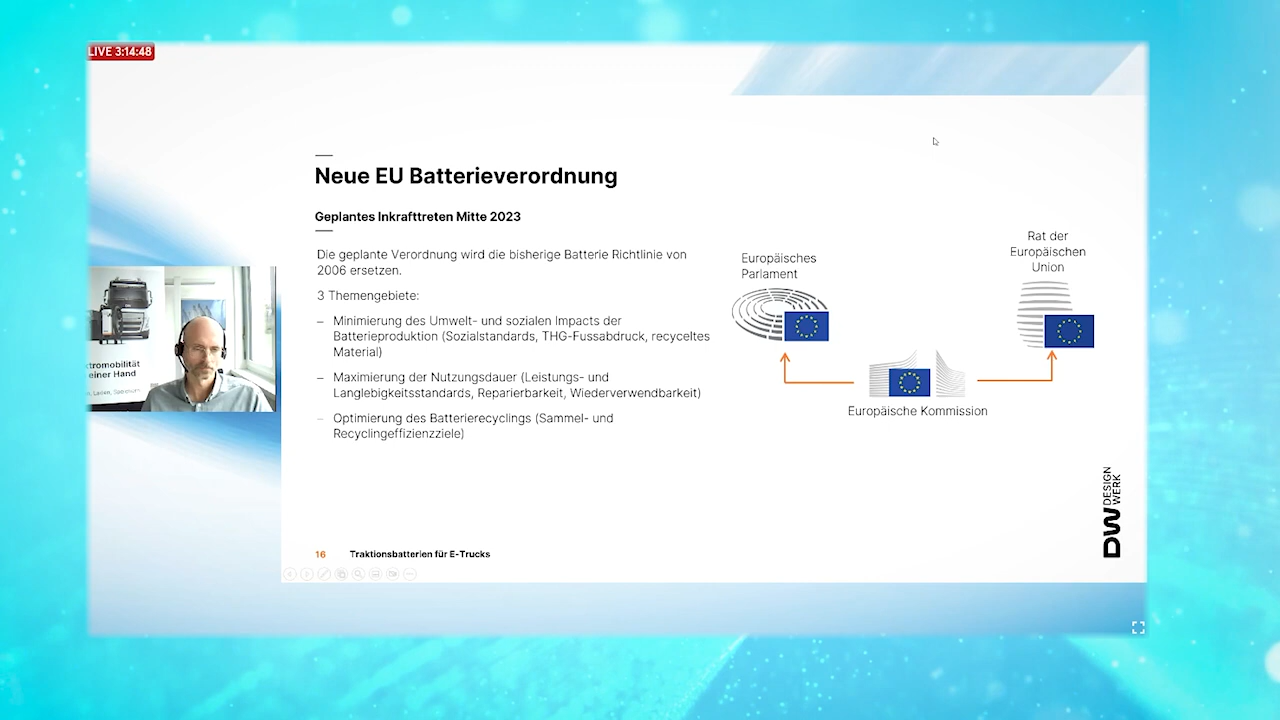 LIVE 3:14:48
Neue EU Batterieverordnung
Geplantes Inkrafttreten Mitte 2023
Die geplante Verordnung wird die bisherige Batterie Richtlinie von
2006 ersetzen.
3 Themengebiete:
– Minimierung des Umwelt- und sozialen Impacts der
Batterieproduktion (Sozialstandards, THG-Fussabdruck, recyceltes
Material)
– Maximierung der Nutzungsdauer (Leistungs- und
Langlebigkeitsstandards, Reparierbarkeit, Wiederverwendbarkeit)
– Optimierung des Batterierecyclings (Sammel- und
Recyclingeffizienzziele)
Europäisches
Parlament
Rat der
Europäischen
Union
Europäische Kommission
tromobilität
einer Hand
16 Traktionsbatterien für E-Trucks
DW DESIGN
WERK